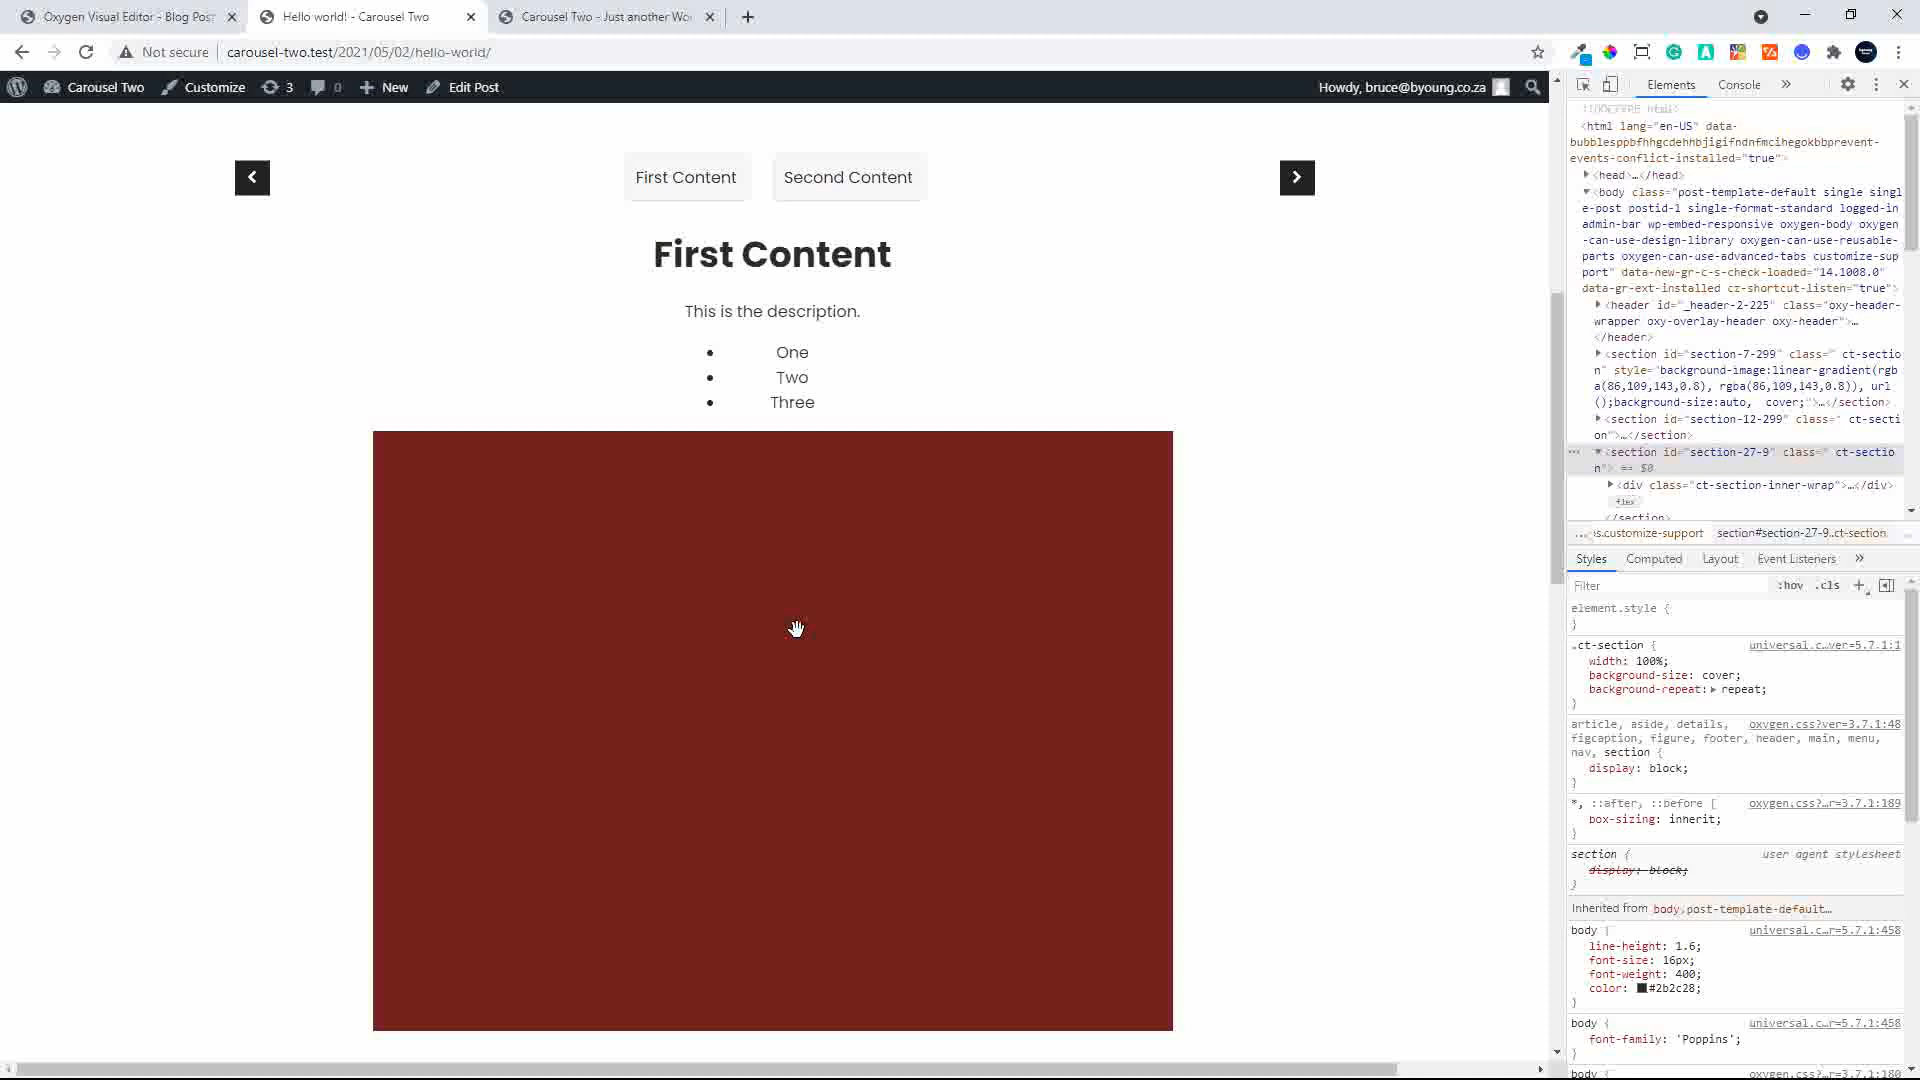 Oxygen Visual Editor - Blog Post
Hello world! - Carousel Two
Carousel Two - Just another Wo
Not secure
carousel-two.test/2021/05/02/hello-world/
Carousel Two
Customize
3
0
New
Edit Post
Howdy, bruce@byoung.co.za
First Content
Second Content
First Content
This is the description.
One
Two
Three
Elements
Console
<!DOCTYPE html>
<html lang="en-US" data-
bubblesppbfhhgcdehhbjigifndnfmcihegokbbprevent-
events-conflict-installed="true">
<head>…</head>
<body class="post-template-default single singl
e-post postid-1 single-format-standard logged-in
admin-bar wp-embed-responsive oxygen-body oxygen
-can-use-design-library oxygen-can-use-reusable-
parts oxygen-can-use-advanced-tabs customize-sup
port" data-new-gr-c-s-check-loaded="14.1008.0"
data-gr-ext-installed cz-shortcut-listen="true">
<header id="_header-2-225" class="oxy-header-
wrapper oxy-overlay-header oxy-header">…
</header>
<section id="section-7-299" class=" ct-sectio
n" style="background-image:linear-gradient(rgb
a(86,109,143,0.8), rgba(86,109,143,0.8)), url
();background-size:auto, cover;">…</section>
<section id="section-12-299" class=" ct-secti
on">…</section>
<section id="section-27-9" class=" ct-sectio
n"> == $0
<div class="ct-section-inner-wrap">…</div>
flex
</section>
… is.customize-support section#section-27-9..ct-section
Styles
Computed
Layout
Event Listeners
Filter
:hov .cls
element.style {
}
.ct-section { universal.c…ver=5.7.1:1
width: 100%;
background-size: cover;
background-repeat: repeat;
}
article, aside, details, oxygen.css?ver=3.7.1:48
figcaption, figure, footer, header, main, menu,
nav, section {
display: block;
}
*, ::after, ::before { oxygen.css?…r=3.7.1:189
box-sizing: inherit;
}
section { user agent stylesheet
display: block;
}
Inherited from body.post-template-default…
body { universal.c…r=5.7.1:458
line-height: 1.6;
font-size: 16px;
font-weight: 400;
color: #2b2c28;
}
body { universal.c…r=5.7.1:458
font-family: 'Poppins';
}
body { oxygen.css?…r=3.7.1:180